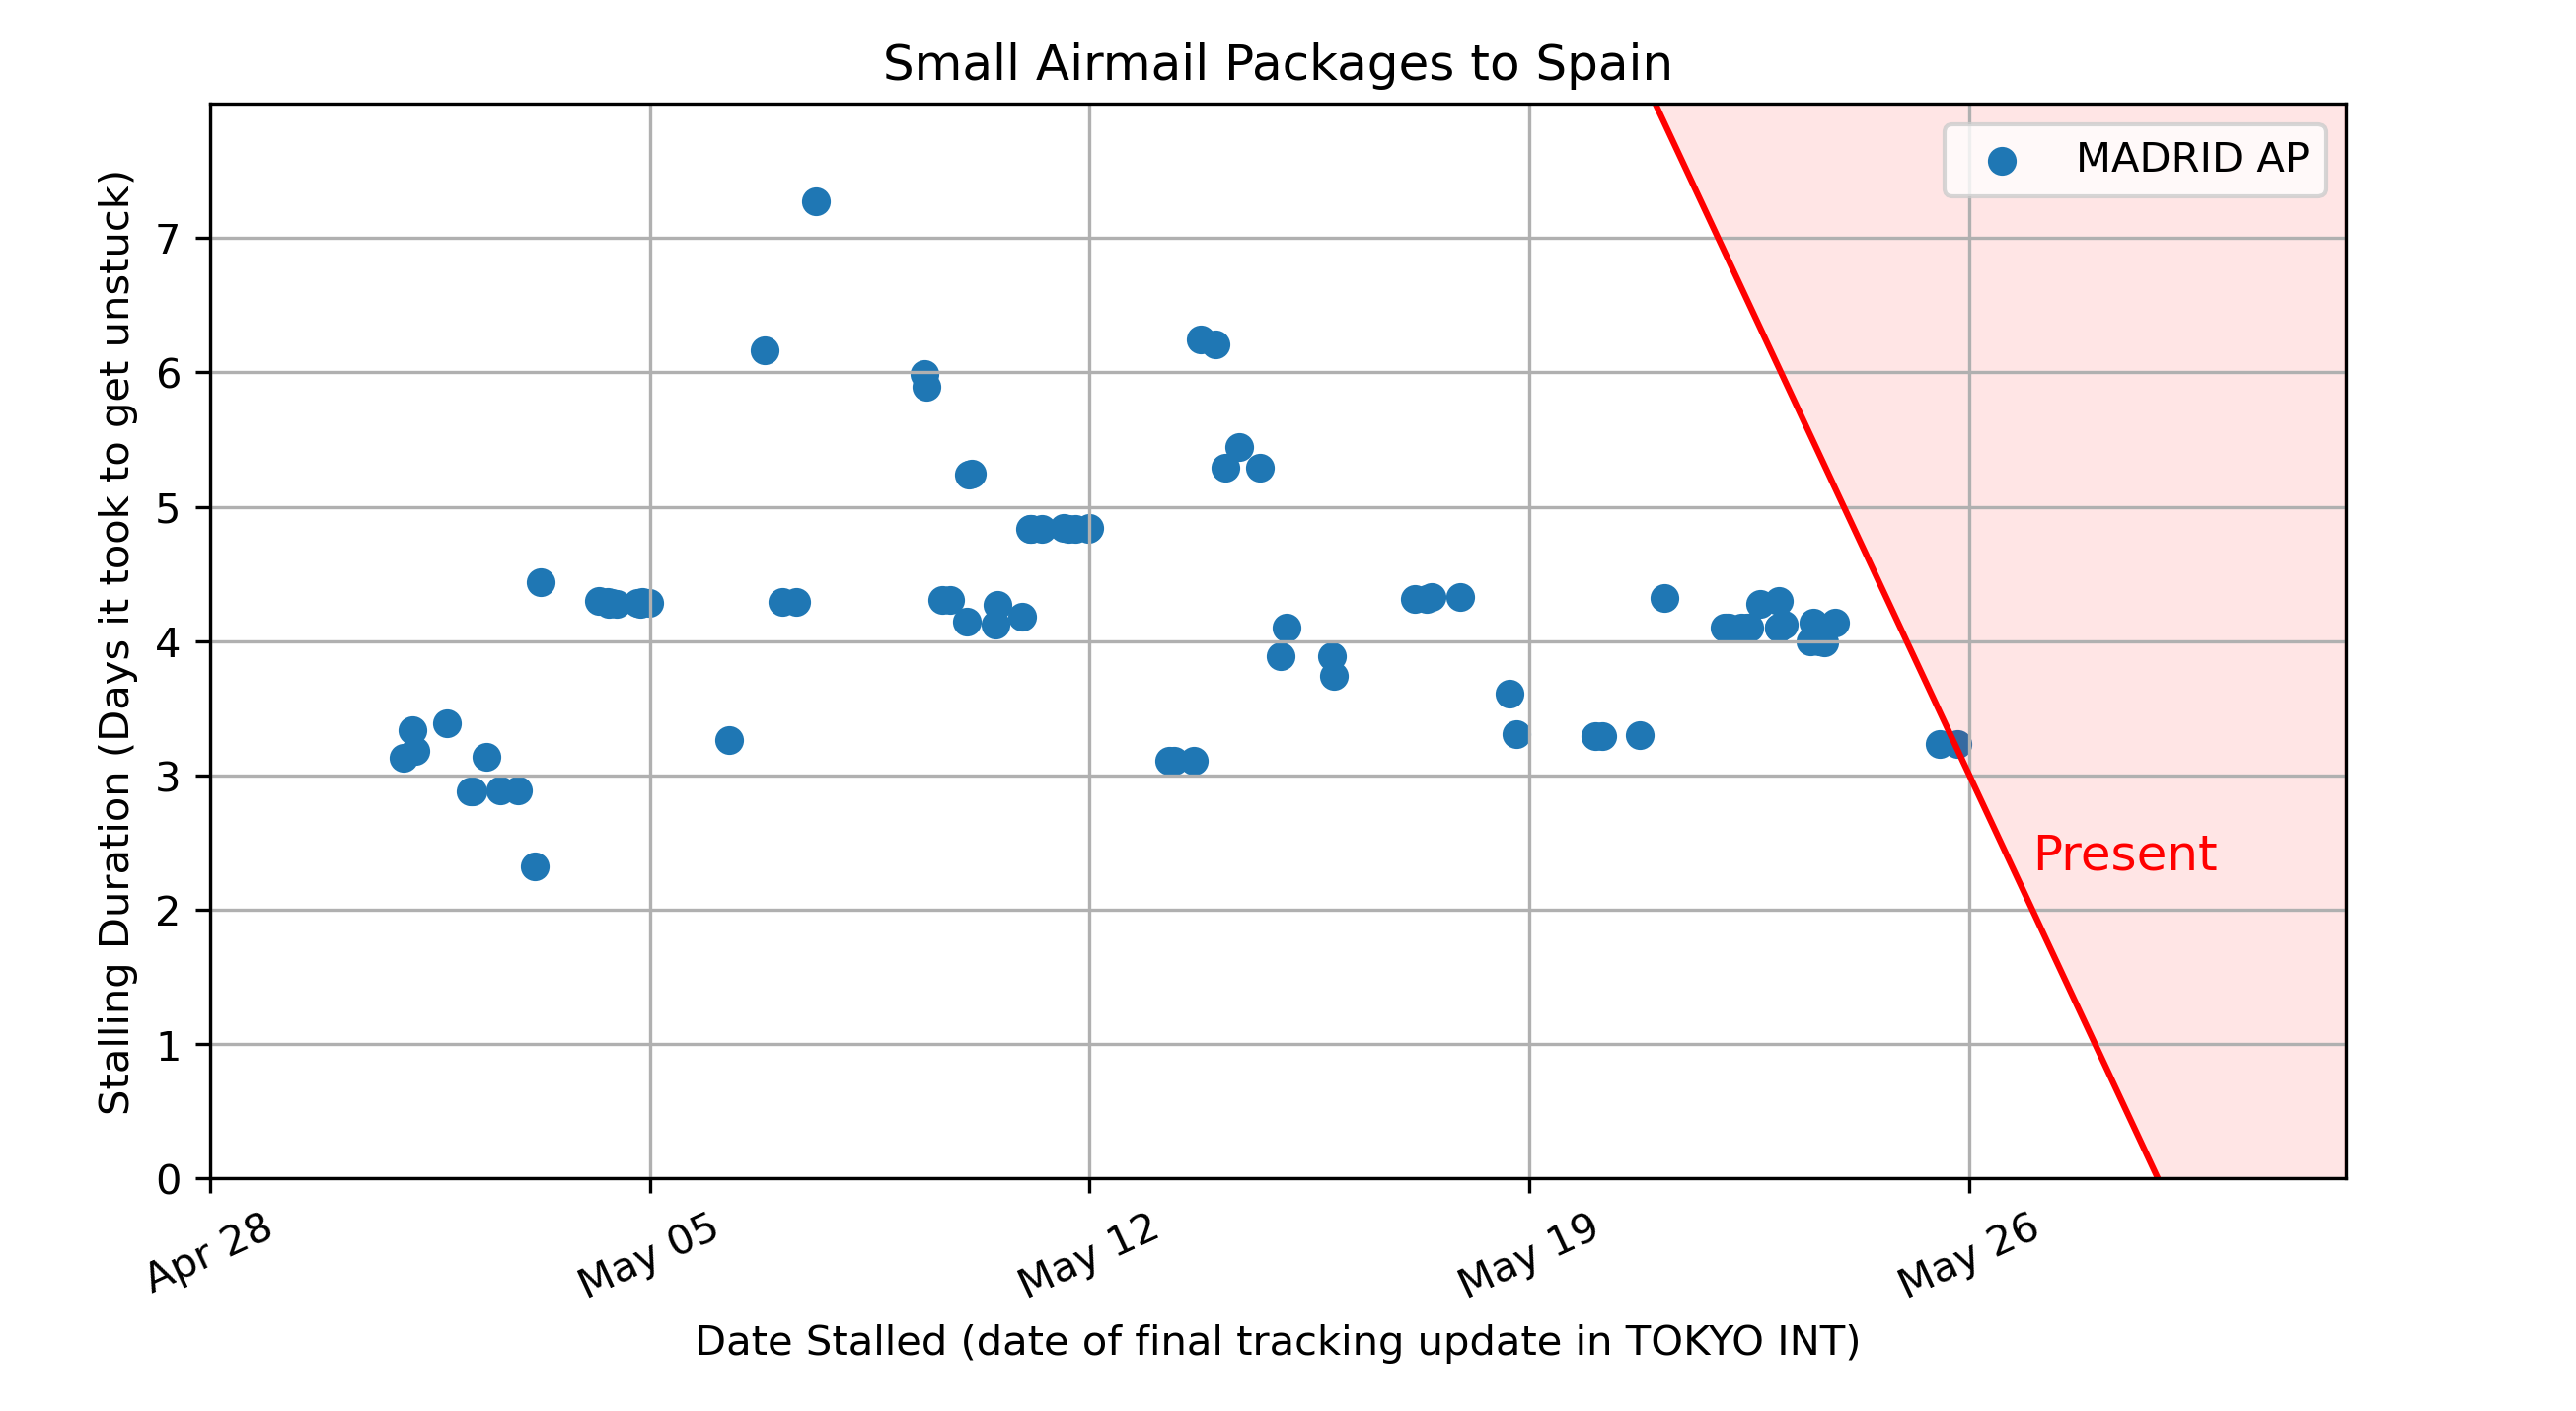 Small Airmail Packages to Spain
MADRID AP
Stalling Duration (Days it took to get unstuck)
7
6
5
4
3
2
1
0
Present
Apr 28
May 05
May 12
May 19
May 26
Date Stalled (date of final tracking update in TOKYO INT)